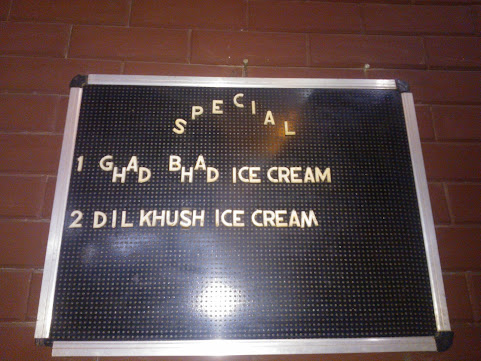 SPECIAL
1 GHAD BHAD ICE CREAM
2 DIL KHUSH ICE CREAM